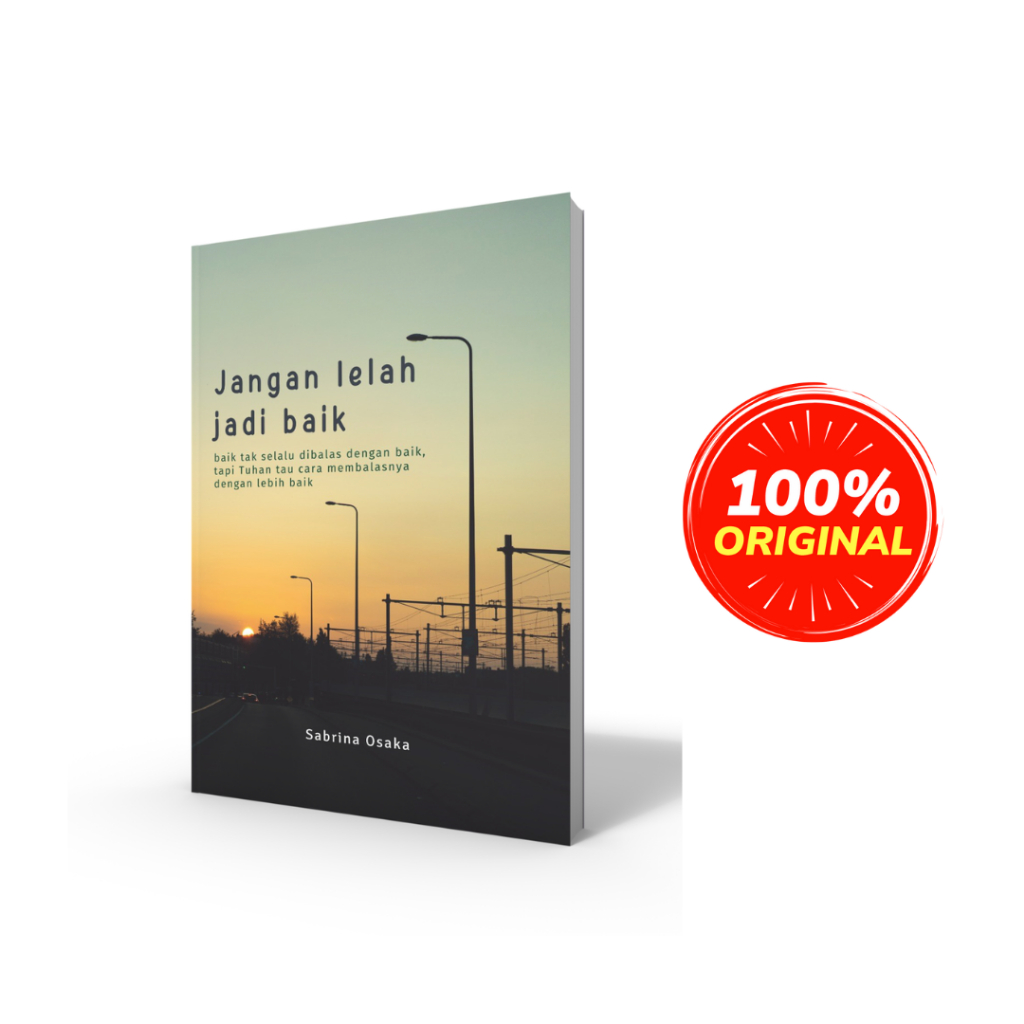 Jangan lelah
jadi baik
baik tak selalu dibalas dengan baik,
tapi Tuhan tau cara membalasnya
dengan lebih baik
Sabrina Osaka
100%
ORIGINAL